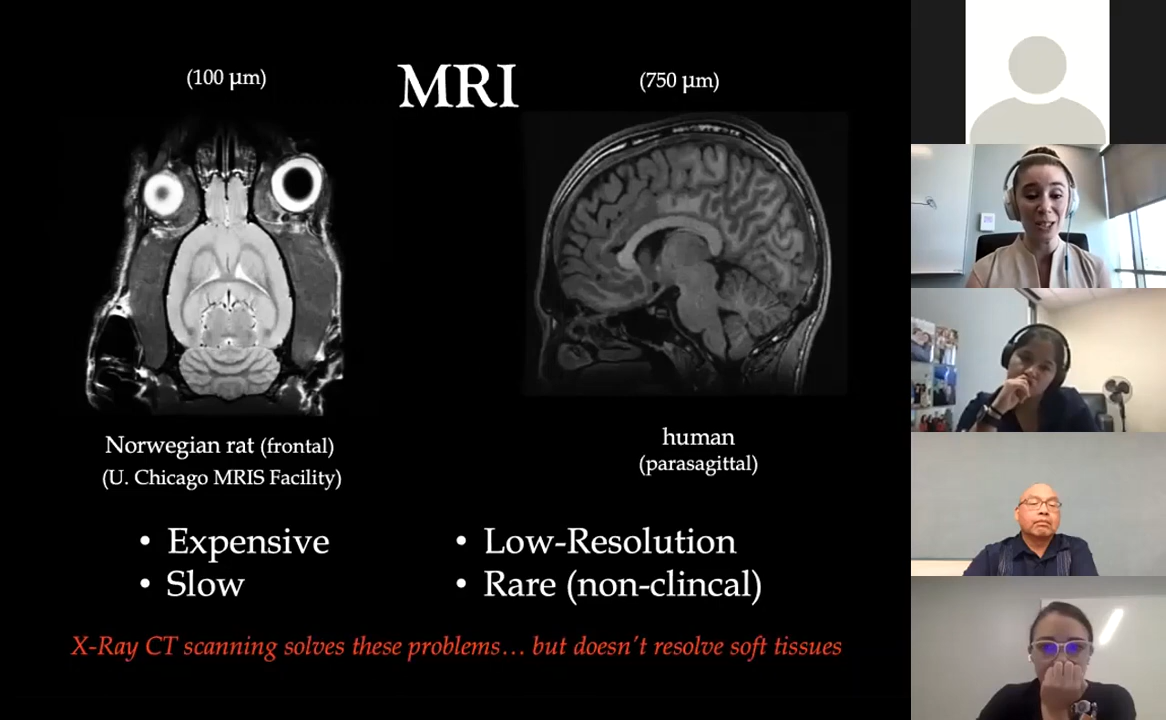 (100 µm)
MRI
(750 µm)
Norwegian rat (frontal)
(U. Chicago MRIS Facility)
human
(parasagittal)
• Expensive
• Slow
• Low-Resolution
• Rare (non-clincal)
X-Ray CT scanning solves these problems… but doesn't resolve soft tissues